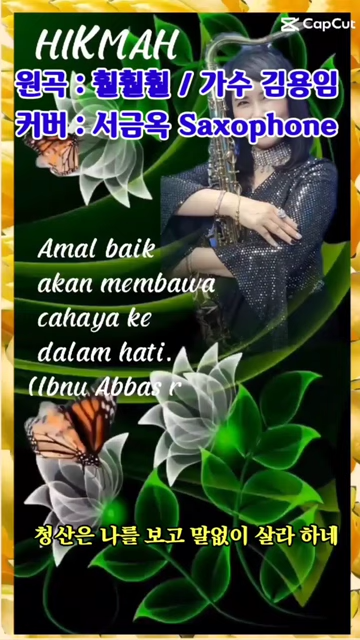 CapCut
HIKMAH
원곡 : 훨훨훨 / 가수 김용임
커버 : 서금옥 Saxophone
Amal baik
akan membawa
cahaya ke
dalam hati.
(Ibnu Abbas r
청산은 나를 보고 말없이 살라 하네